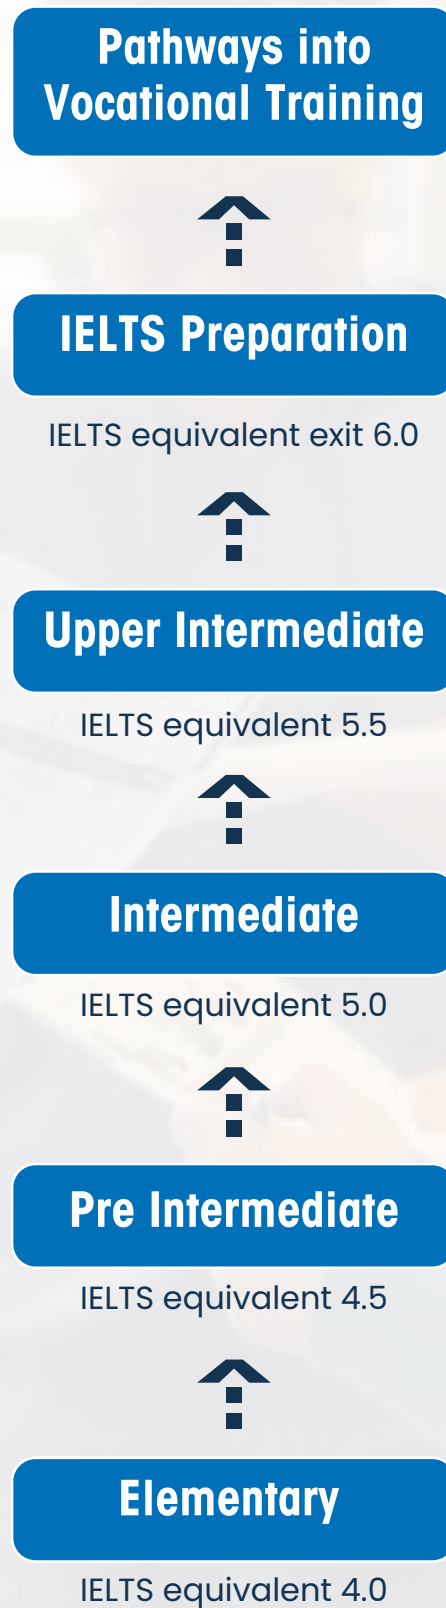 Pathways into
Vocational Training
IELTS Preparation
IELTS equivalent exit 6.0
Upper Intermediate
IELTS equivalent 5.5
Intermediate
IELTS equivalent 5.0
Pre Intermediate
IELTS equivalent 4.5
Elementary
IELTS equivalent 4.0